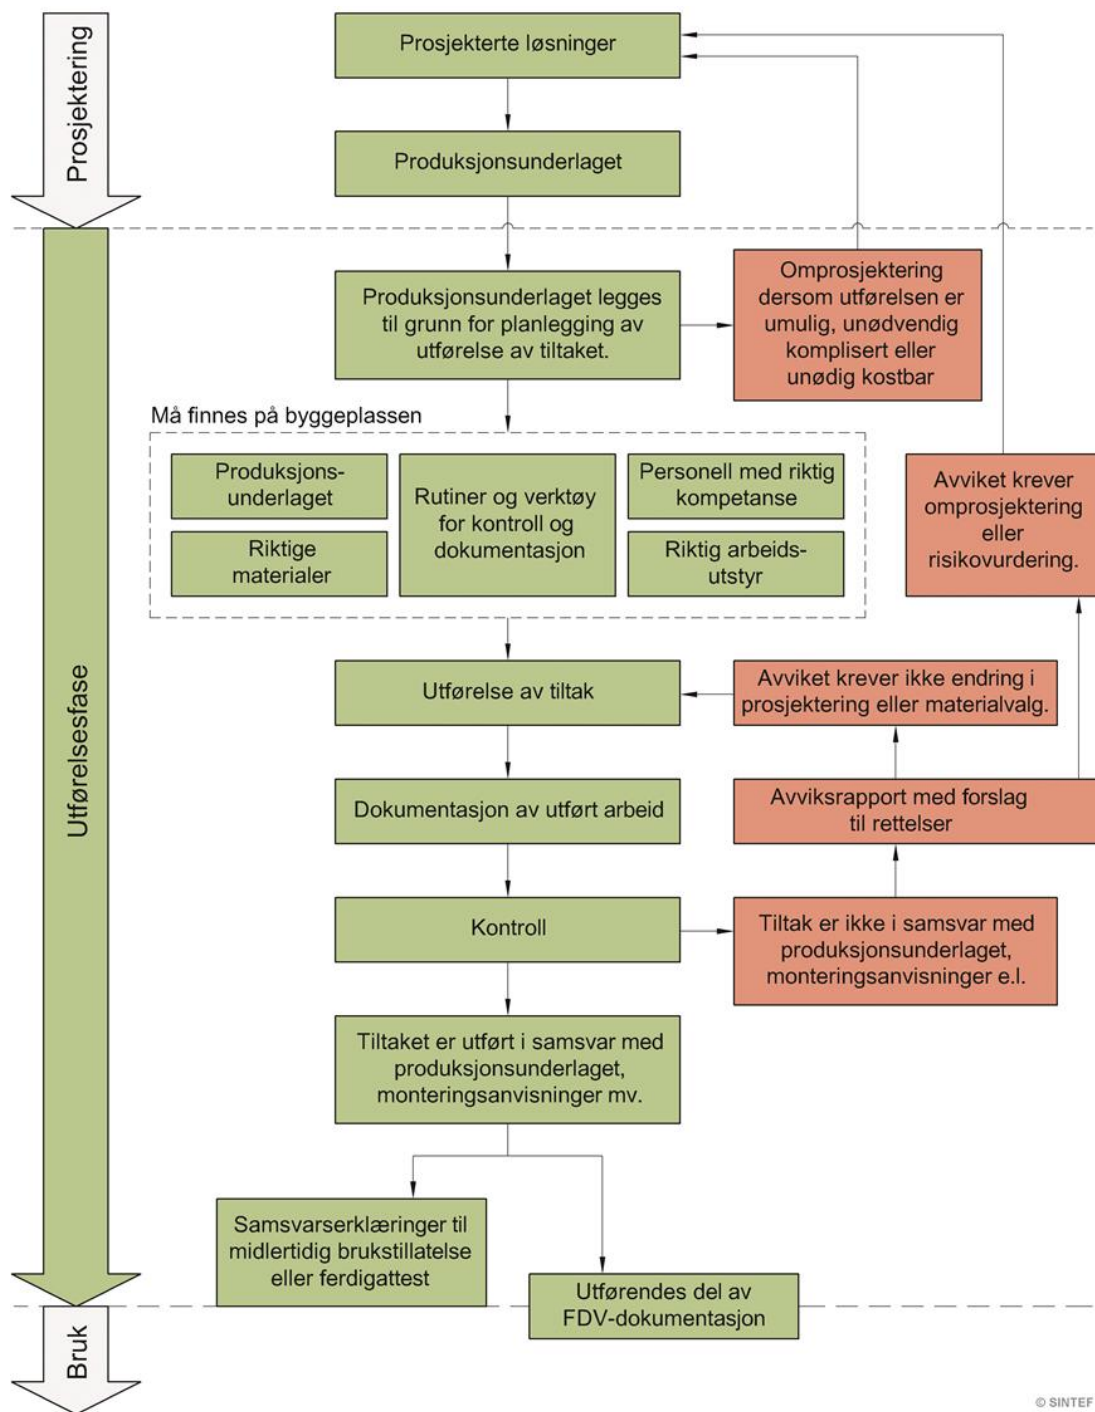 Prosjektering
Prosjekterte løsninger
Produksjonsunderlaget
Utførelsesfase
Produksjonsunderlaget legges
til grunn for planlegging av
utførelse av tiltaket.
Omprosjektering
dersom utførelsen er
umulig, unødvendig
komplisert eller
unødig kostbar
Må finnes på byggeplassen
Produksjons-
underlaget
Riktige
materialer
Rutiner og verktøy
for kontroll og
dokumentasjon
Personell med riktig
kompetanse
Riktig arbeids-
utstyr
Avviket krever
omprosjektering
eller
risikovurdering.
Utførelse av tiltak
Avviket krever ikke endring i
prosjektering eller materialvalg.
Dokumentasjon av utført arbeid
Avviksrapport med forslag
til rettelser
Kontroll
Tiltak er ikke i samsvar med
produksjonsunderlaget,
monteringsanvisninger e.l.
Tiltaket er utført i samsvar med
produksjonsunderlaget,
monteringsanvisninger mv.
Samsvarserklæringer til
midlertidig brukstillatelse
eller ferdigattest
Utførendes del av
FDV-dokumentasjon
Bruk
© SINTEF